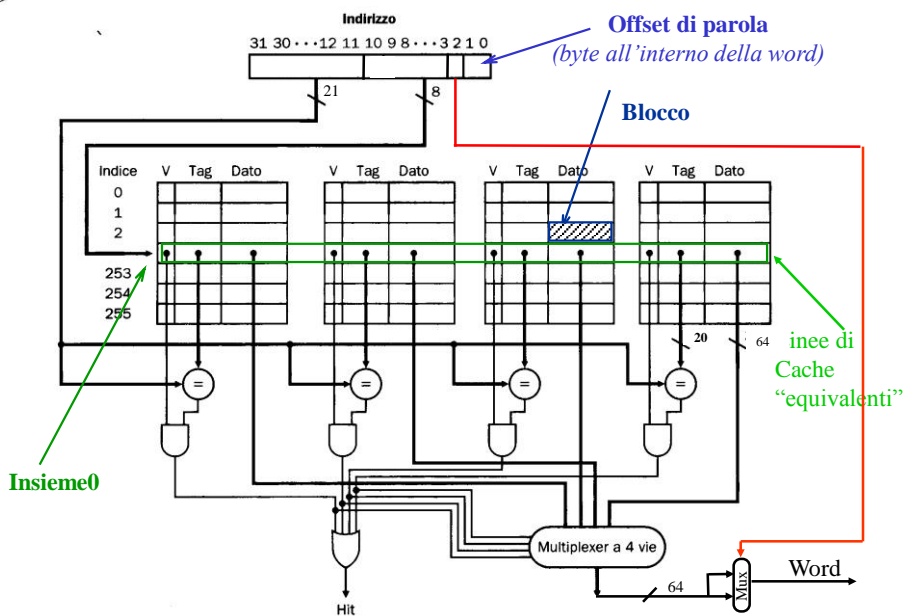 Indirizzo
31 30 ··· 12 11 10 9 8 ··· 3 2 1 0
Offset di parola
(byte all'interno della word)
21
8
Blocco
Indice V Tag Dato V Tag Dato V Tag Dato V Tag Dato
0
1
2
253
254
255
20
64
inee di
Cache
“equivalenti”
= = = =
Insieme0
Multiplexer a 4 vie
64
Mux
Word
Hit